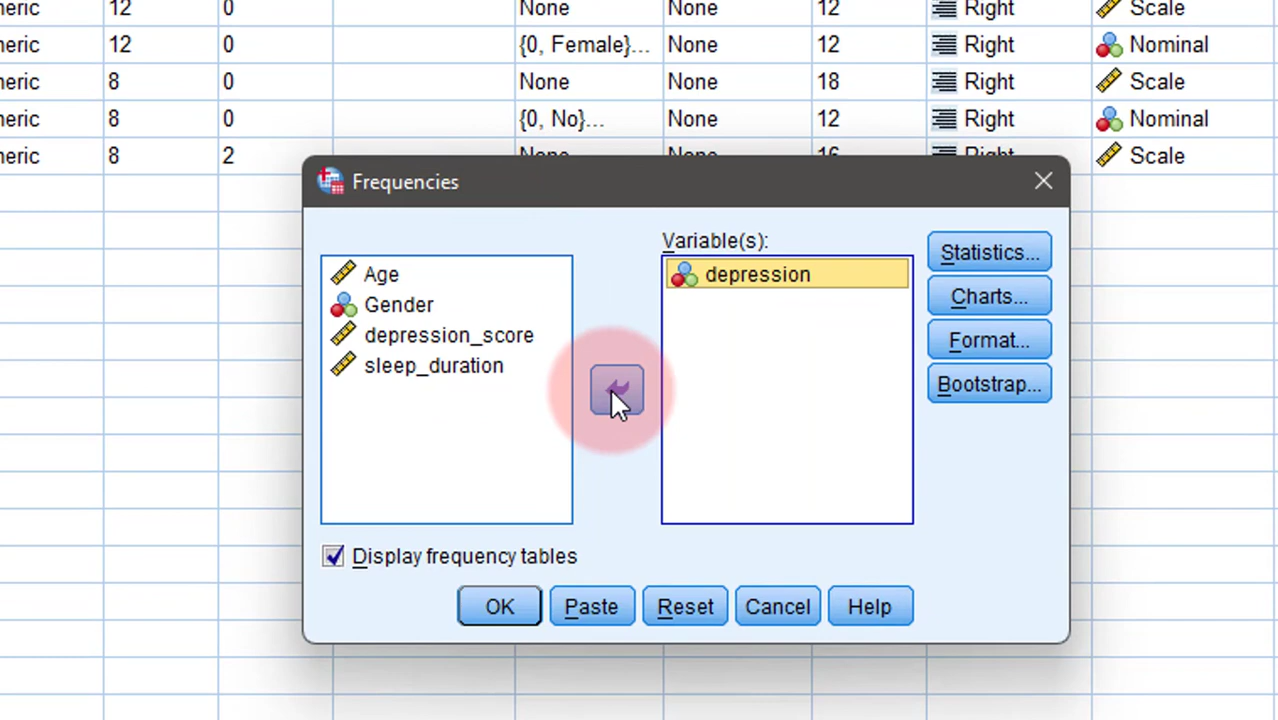 neric 12 0 None None 12 Right Scale
neric 12 0 {0, Female}... None 12 Right Nominal
neric 8 0 None None 18 Right Scale
neric 8 0 {0, No}... None 12 Right Nominal
neric 8 2 None None 16 Right Scale
Frequencies
Variable(s):
Age
Gender
depression_score
sleep_duration
depression
Statistics...
Charts...
Format...
Bootstrap...
Display frequency tables
OK Paste Reset Cancel Help